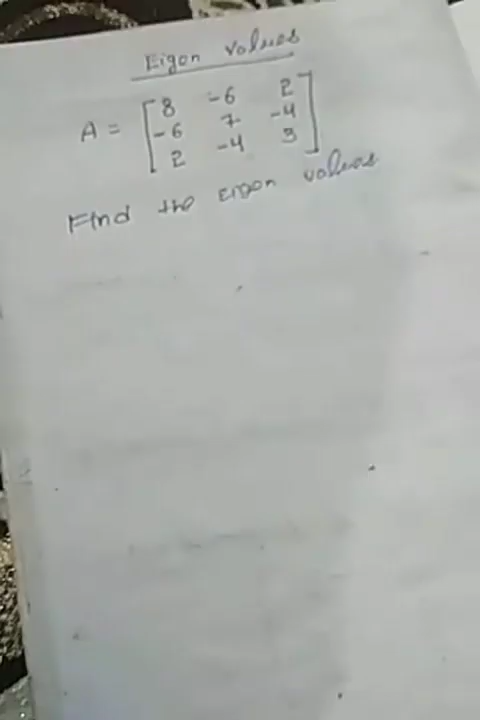 Eigon values
A = [8 -6 2
-6 7 -4
2 -4 3]
Find the Eigon values